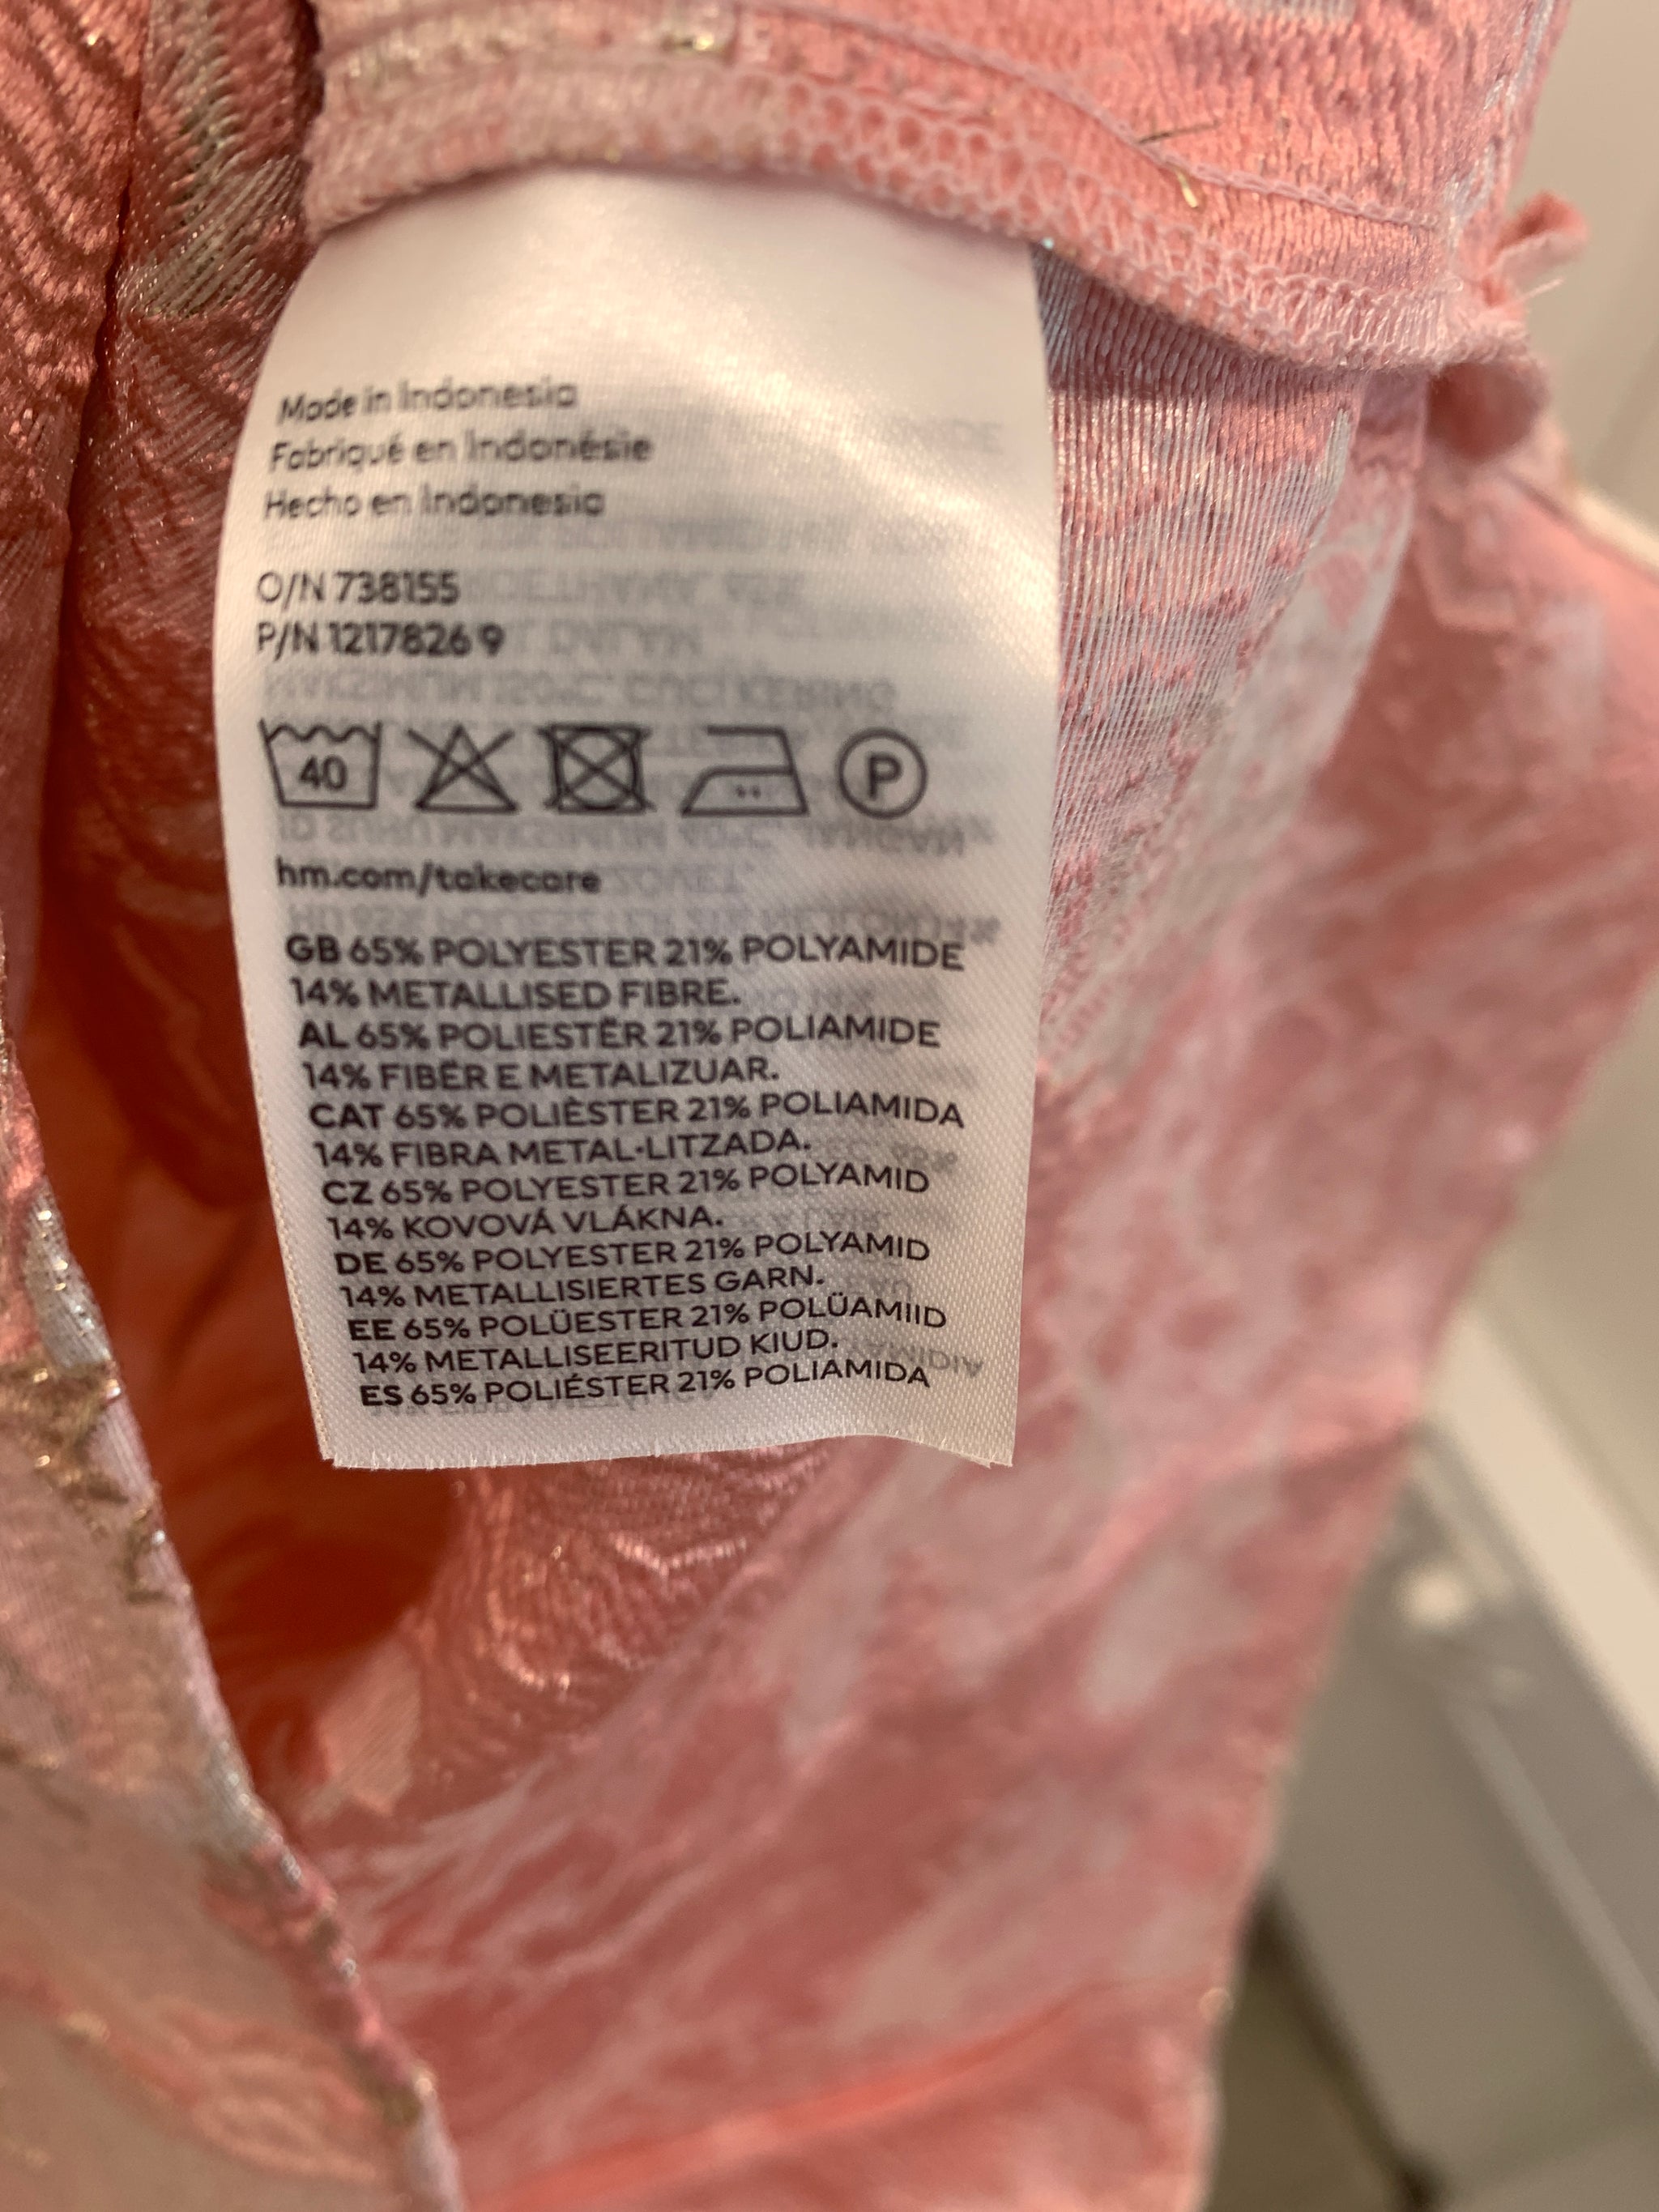 Made in Indonesia
Fabriqué en Indonésie
Hecho en Indonesia
O/N 738155
P/N 1217826 9
40
P
hm.com/takecare
GB 65% POLYESTER 21% POLYAMIDE
14% METALLISED FIBRE.
AL 65% POLIESTËR 21% POLIAMIDE
14% FIBËR E METALIZUAR.
CAT 65% POLIÈSTER 21% POLIAMIDA
14% FIBRA METAL·LITZADA.
CZ 65% POLYESTER 21% POLYAMID
14% KOVOVÁ VLÁKNA.
DE 65% POLYESTER 21% POLYAMID
14% METALLISIERTES GARN.
EE 65% POLÜESTER 21% POLÜAMIID
14% METALLISEERITUD KIUD.
ES 65% POLIÉSTER 21% POLIAMIDA